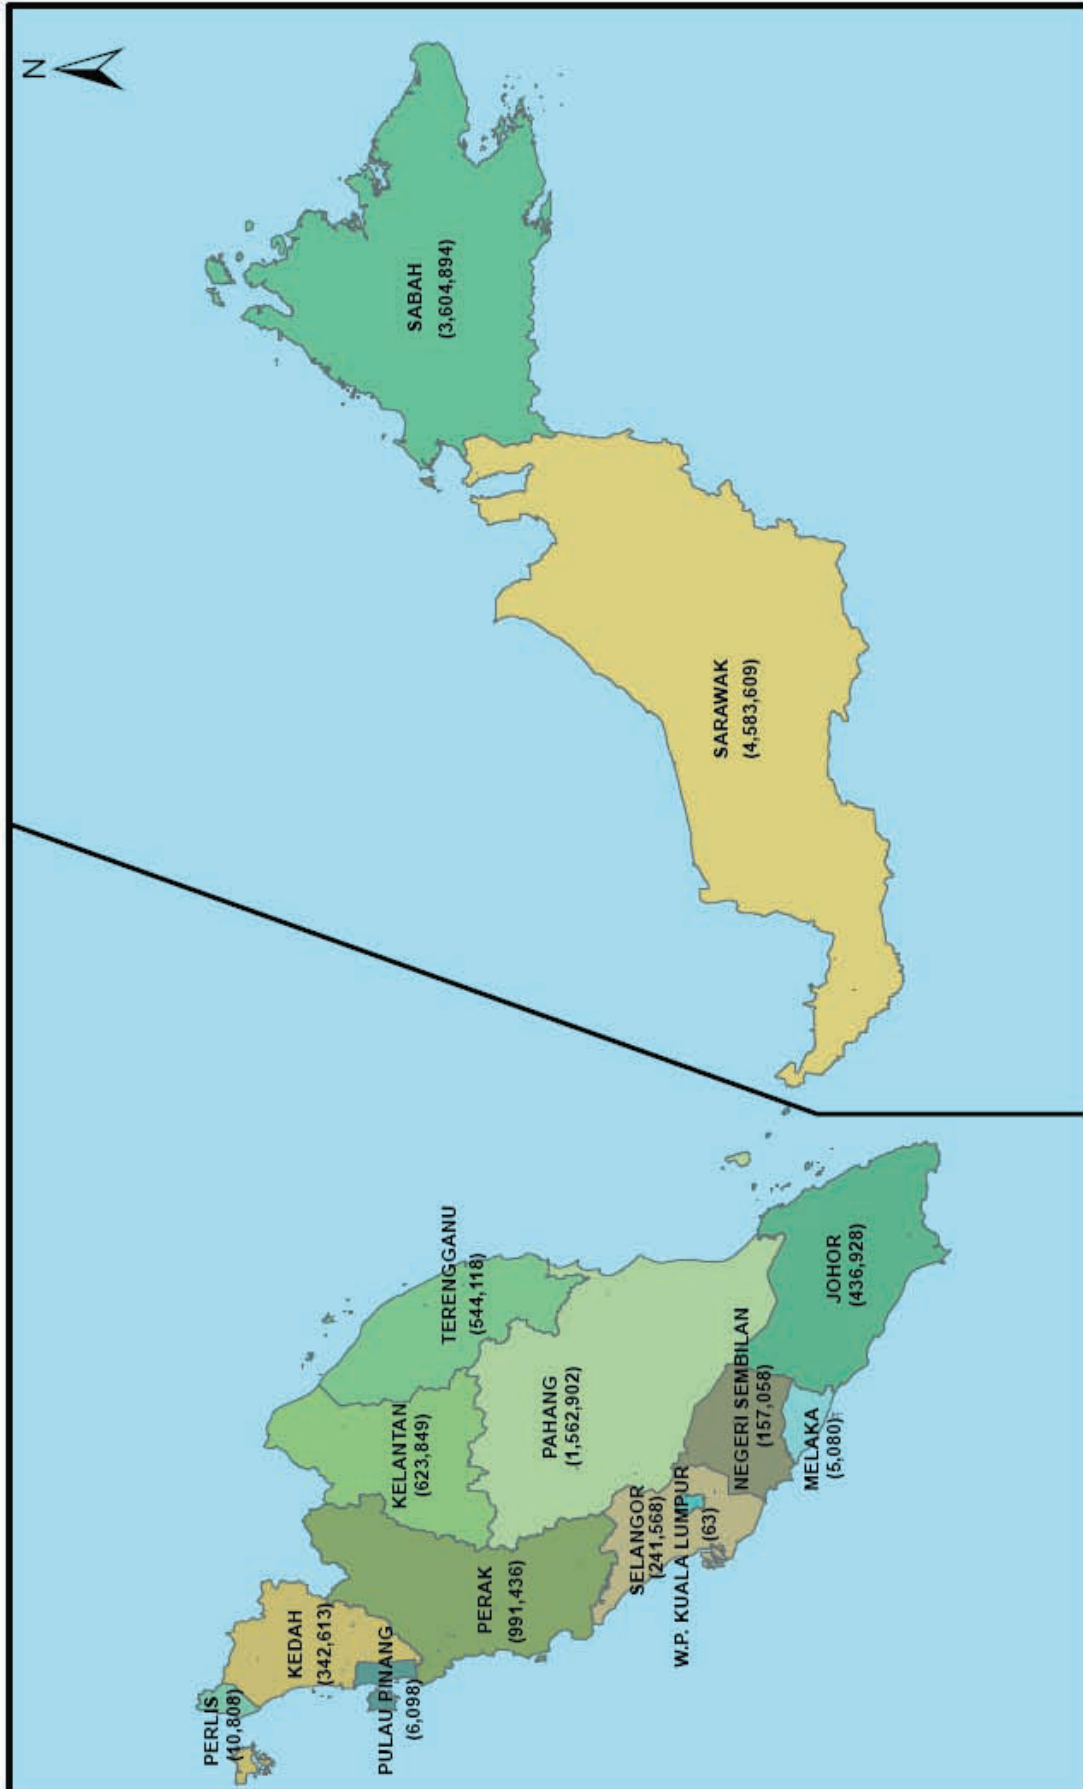 N
PERLIS
(10,808)
KEDAH
(342,613)
PULAU PINANG
(6,098)
PERAK
(991,436)
KELANTAN
(623,849)
TERENGGANU
(544,118)
PAHANG
(1,562,902)
SELANGOR
(241,568)
W.P. KUALA LUMPUR
(63)
NEGERI SEMBILAN
(157,058)
MELAKA
(5,080)
JOHOR
(436,928)
SABAH
(3,604,894)
SARAWAK
(4,583,609)